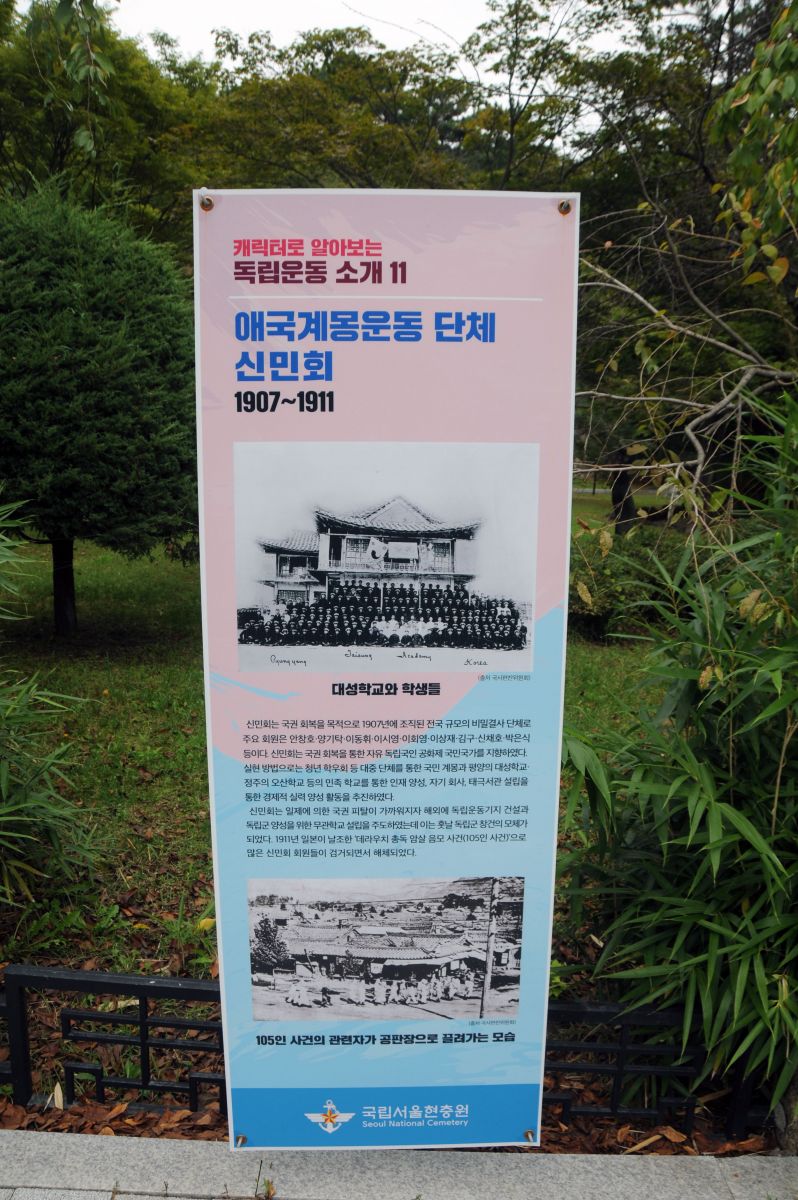 캐릭터로 알아보는
독립운동 소개 11
애국계몽운동 단체
신민회
1907~1911
Pyengyang Taisung Academy Korea
(출처 국사편찬위원회)
대성학교와 학생들
신민회는 국권 회복을 목적으로 1907년에 조직된 전국 규모의 비밀결사 단체로
주요 회원은 안창호·양기탁·이동휘·이시영·이회영·이상재·김구·신채호·박은식
등이다. 신민회는 국권 회복을 통한 자유 독립국인 공화제 국민국가를 지향하였다.
실현 방법으로는 청년 학우회 등 대중 단체를 통한 국민 계몽과 평양의 대성학교·
정주의 오산학교 등의 민족 학교를 통한 인재 양성, 자기 회사, 태극서관 설립을
통한 경제적 실력 양성 활동을 추진하였다.
신민회는 일제에 의한 국권 피탈이 가까워지자 해외에 독립운동기지 건설과
독립군 양성을 위한 무관학교 설립을 주도하였는데 이는 훗날 독립군 창건의 모체가
되었다. 1911년 일본이 날조한 '데라우치 총독 암살 음모 사건(105인 사건)'으로
많은 신민회 회원들이 검거되면서 해체되었다.
(출처 국사편찬위원회)
105인 사건의 관련자가 공판장으로 끌려가는 모습
국립서울현충원
Seoul National Cemetery